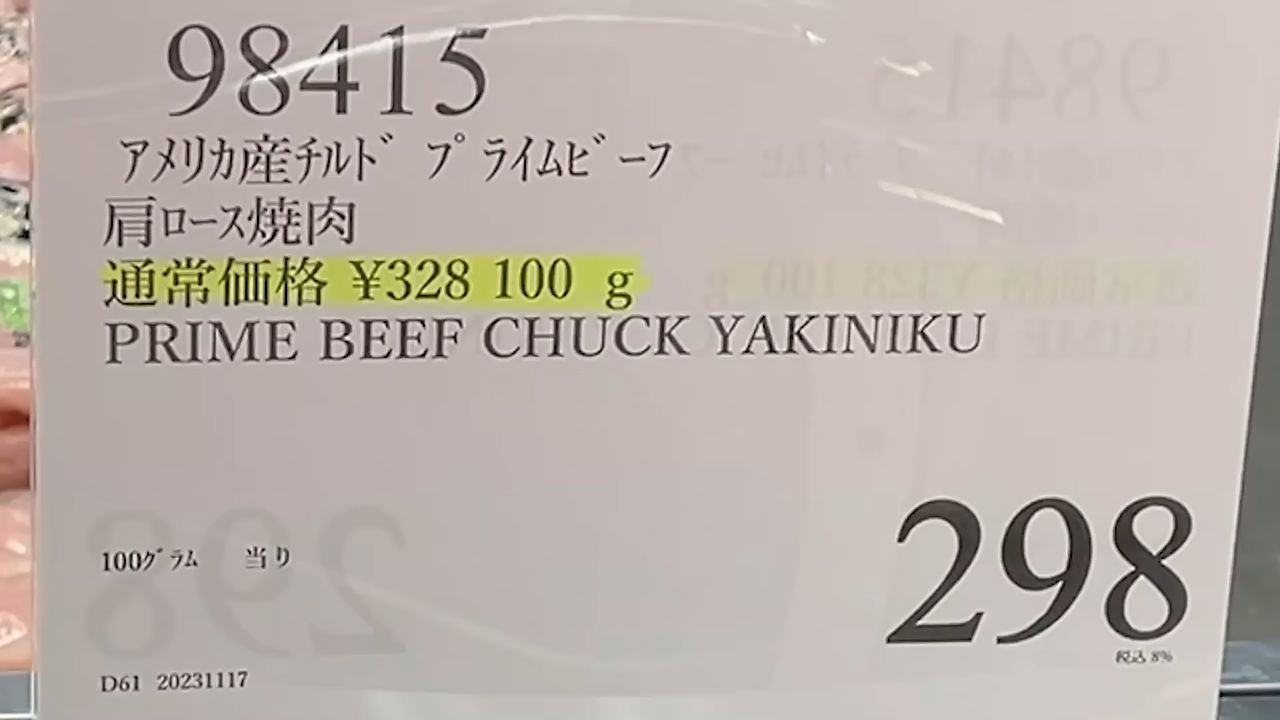 98415
アメリカ産チルド プライムビーフ
肩ロース焼肉
通常価格 ¥328 100 g
PRIME BEEF CHUCK YAKINIKU
100グラム 当り
298
税込 8%
D61 20231117